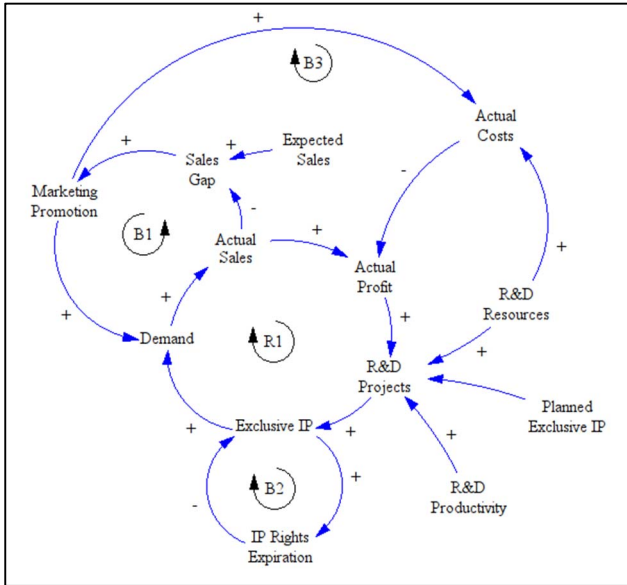 +
B3
Actual
Costs
+
+
Sales
Gap
Expected
Sales
Marketing
Promotion
-
-
B1
Actual
Sales
+
Actual
Profit
+
R&D
Resources
+
+
Demand
+
R1
+
+
R&D
Projects
Planned
Exclusive IP
+
Exclusive IP
+
+
R&D
Productivity
B2
+
-
IP Rights
Expiration